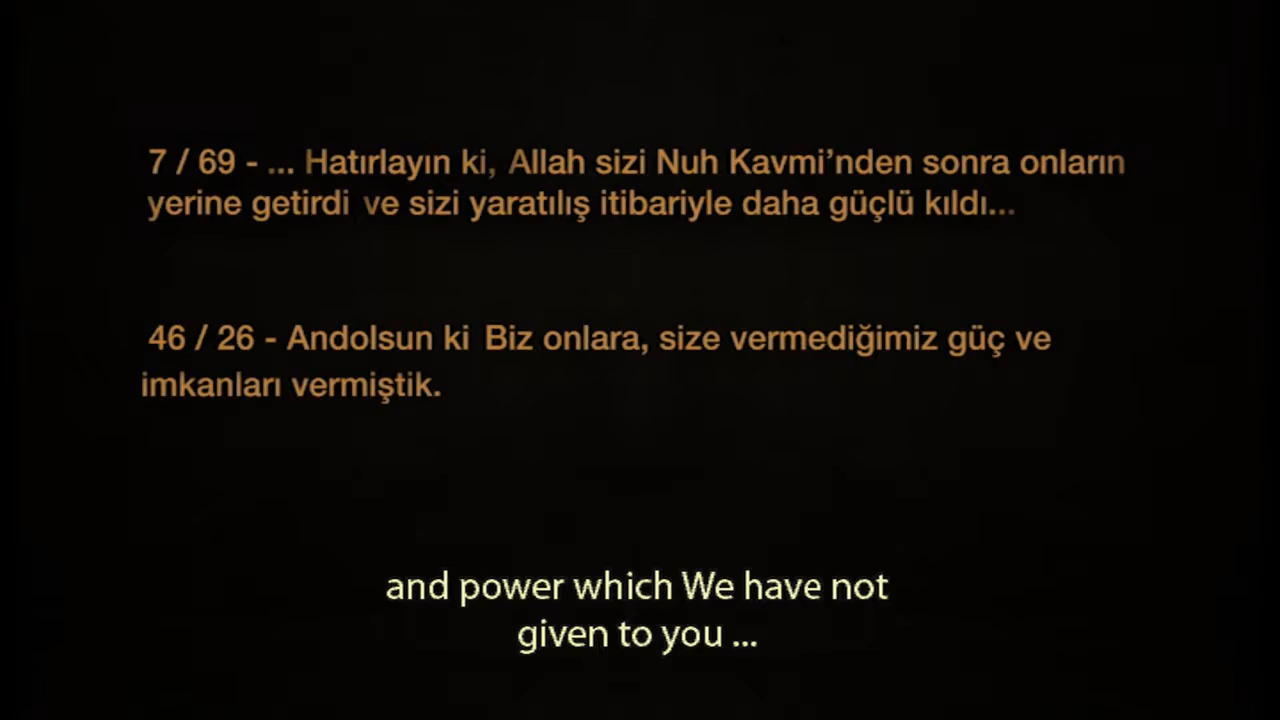 7 / 69 - ... Hatırlayın ki, Allah sizi Nuh Kavmi’nden sonra onların
yerine getirdi ve sizi yaratılış itibariyle daha güçlü kıldı...
46 / 26 - Andolsun ki Biz onlara, size vermediğimiz güç ve
imkanları vermiştik.
and power which We have not
given to you ...